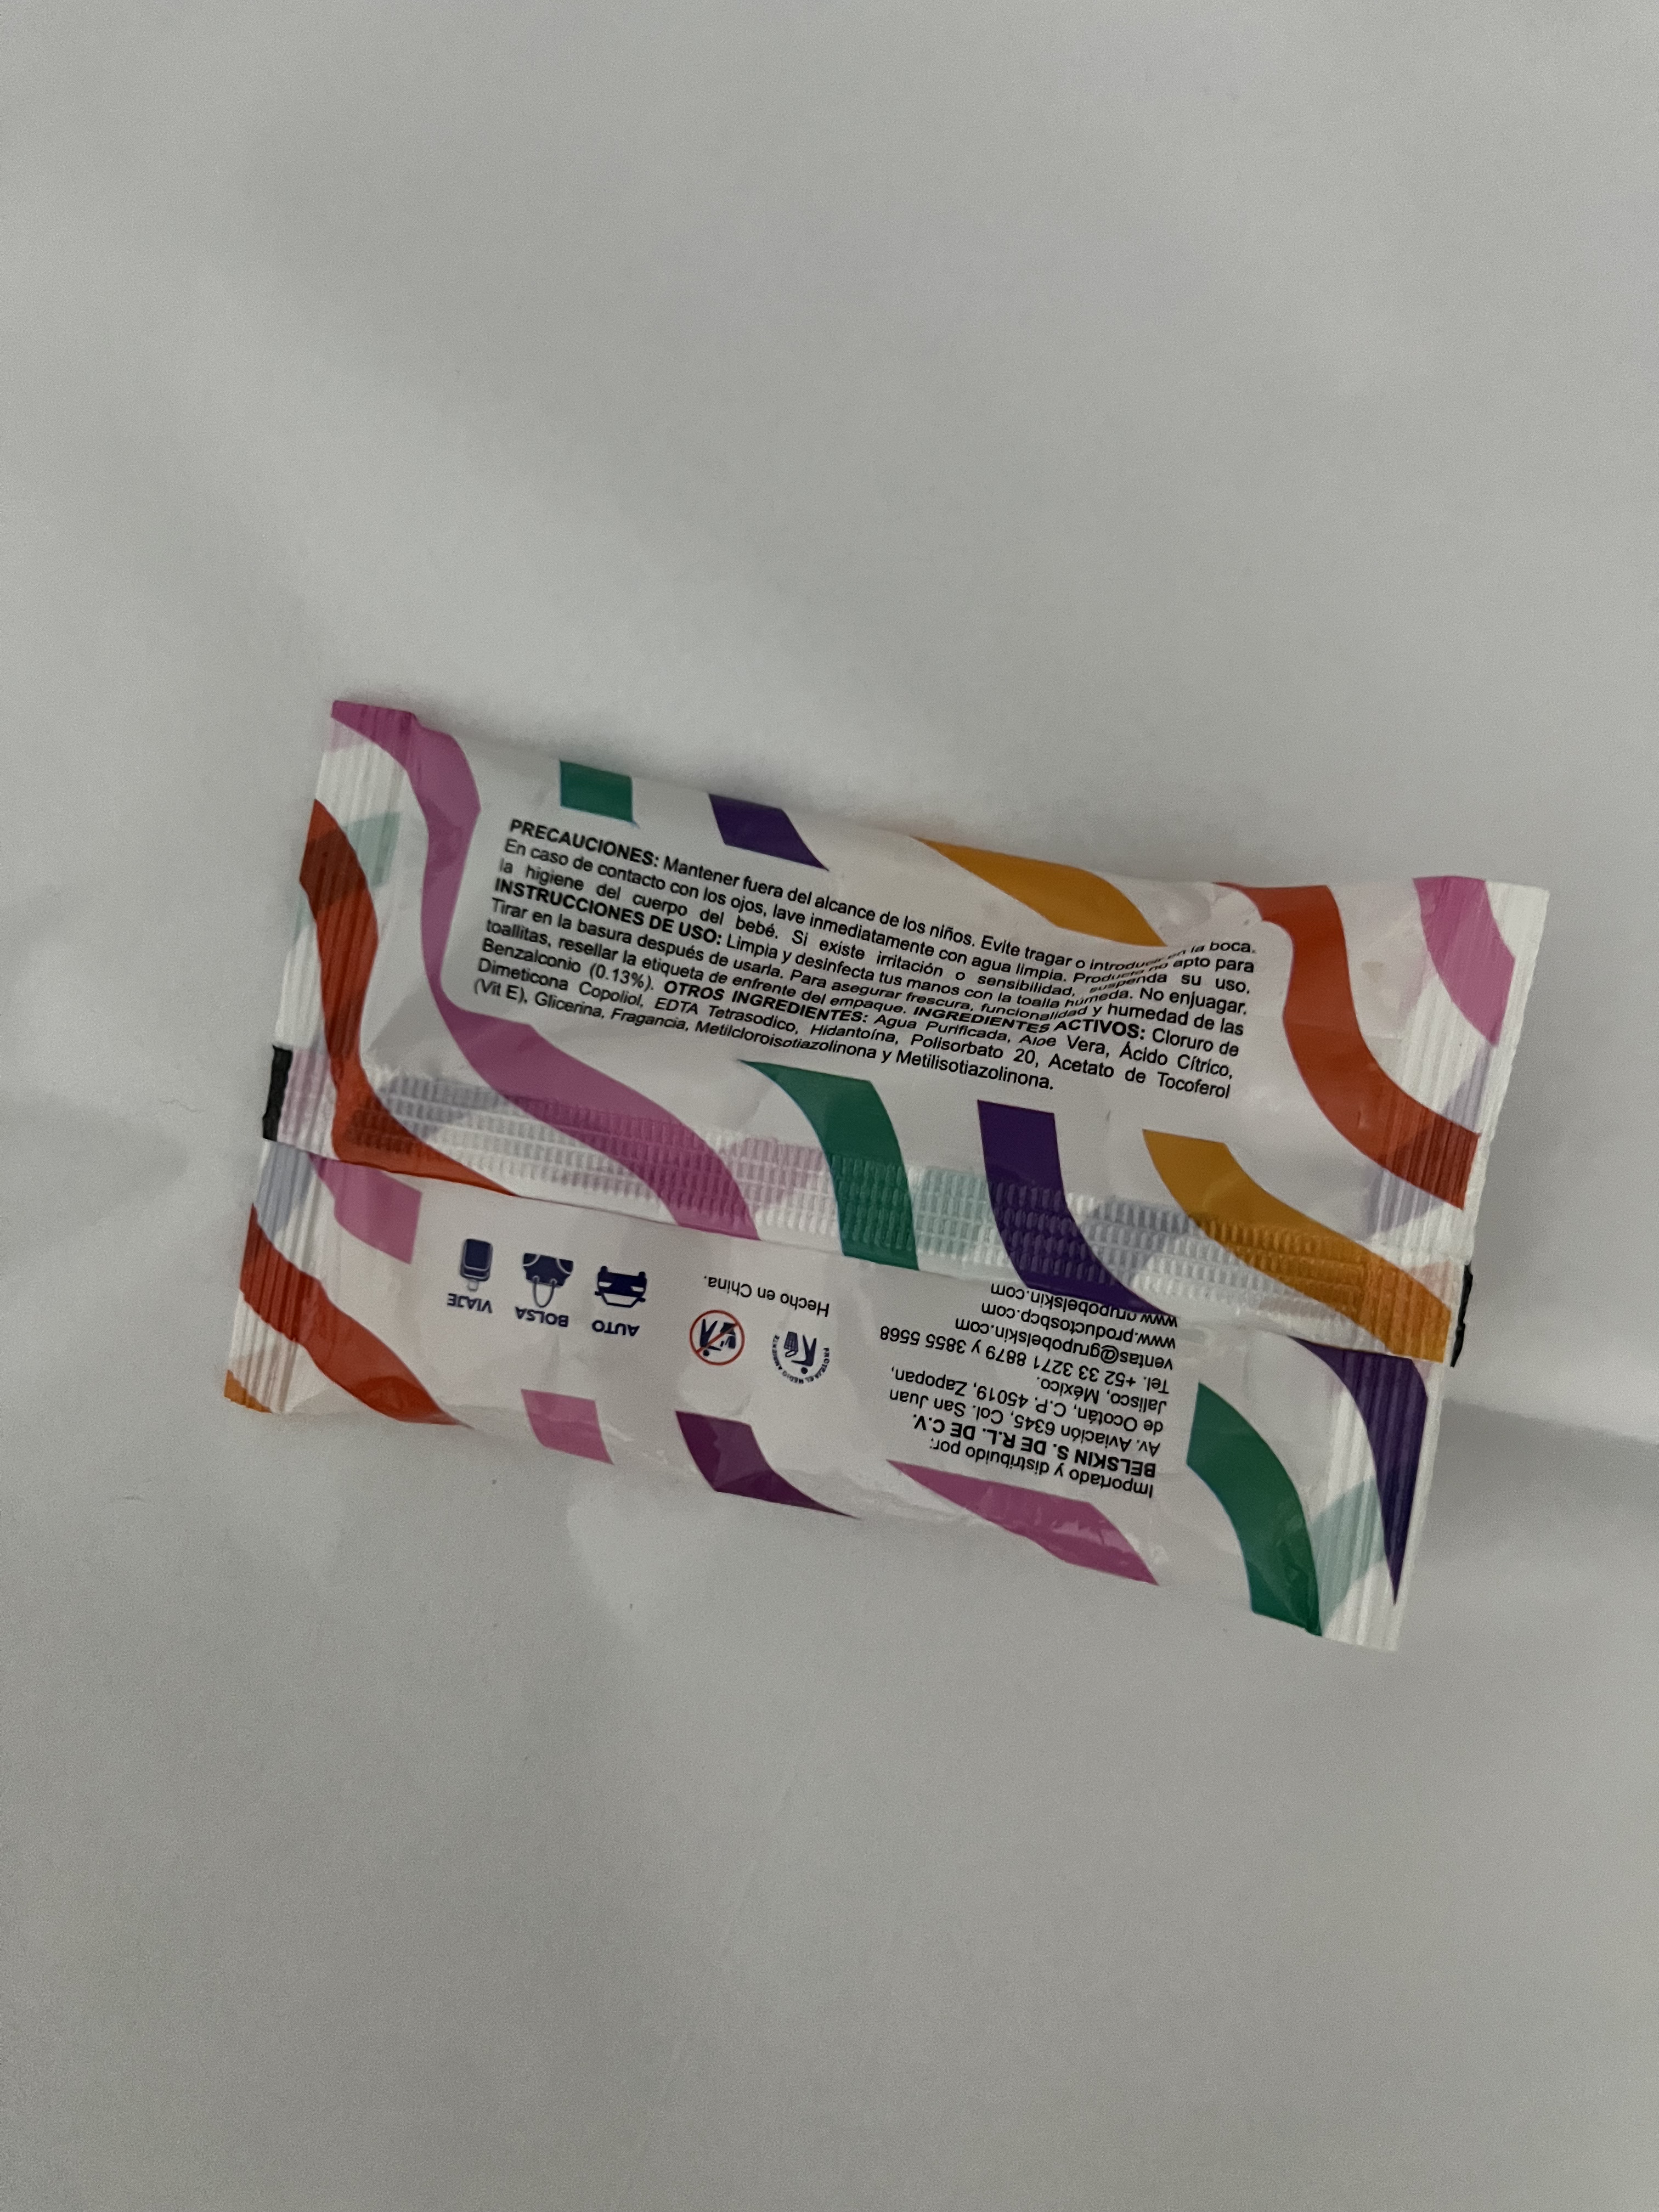 PRECAUCIONES: Mantener fuera del alcance de los niños. Evite tragar o introducir en la boca.
En caso de contacto con los ojos, lave inmediatamente con agua limpia. Producto no apto para
la higiene del cuerpo del bebé. Si existe irritación o sensibilidad, suspenda su uso.
INSTRUCCIONES DE USO: Limpia y desinfecta tus manos con la toalla húmeda. No enjuagar.
Tirar en la basura después de usarla. Para asegurar frescura, funcionalidad y humedad de las
toallitas, resellar la etiqueta de enfrente del empaque. INGREDIENTES ACTIVOS: Cloruro de
Benzalconio (0.13%). OTROS INGREDIENTES: Agua Purificada, Aloe Vera, Ácido Cítrico,
Dimeticona Copoliol, EDTA Tetrasodico, Hidantoína, Polisorbato 20, Acetato de Tocoferol
(Vit E), Glicerina, Fragancia, Metilcloroisotiazolinona y Metilisotiazolinona.
Importado y distribuido por:
BELSKIN S. DE R.L. DE C.V.
Av. Aviación 6345, Col. San Juan
de Ocotán, C.P. 45019, Zapopan,
Jalisco, México.
Tel. +52 33 3271 8879 y 3855 5568
ventas@grupobelskin.com
www.productosbcp.com
www.grupobelskin.com
PROTEJA EL MEDIO AMBIENTE
Hecho en China.
AUTO
BOLSA
VIAJE